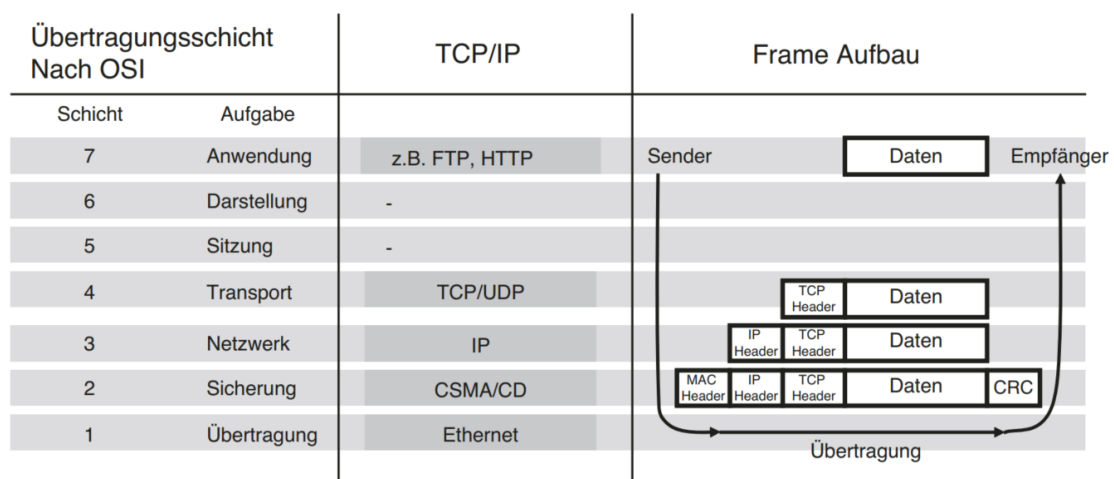 Übertragungsschicht
Nach OSI
TCP/IP
Frame Aufbau
Schicht Aufgabe
7 Anwendung z.B. FTP, HTTP Sender Daten Empfänger
6 Darstellung -
5 Sitzung -
4 Transport TCP/UDP TCP Header Daten
3 Netzwerk IP IP Header TCP Header Daten
2 Sicherung CSMA/CD MAC Header IP Header TCP Header Daten CRC
1 Übertragung Ethernet
Übertragung